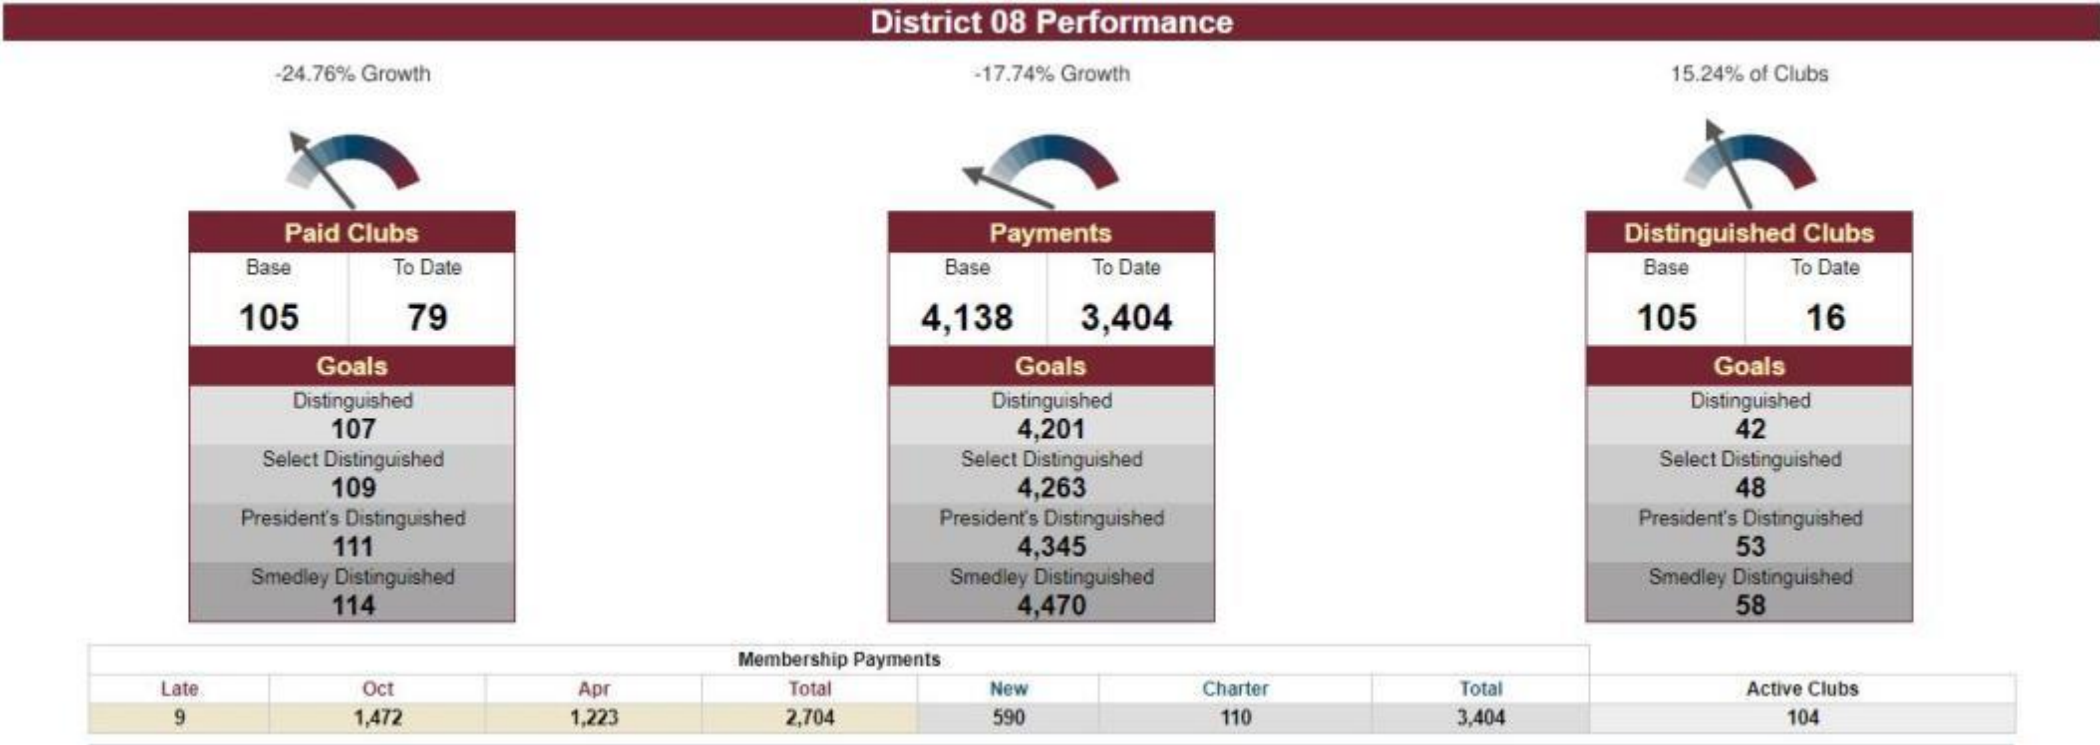 District 08 Performance
-24.76% Growth
-17.74% Growth
15.24% of Clubs
Paid Clubs
Base To Date
105 79
Goals
Distinguished
107
Select Distinguished
109
President's Distinguished
111
Smedley Distinguished
114
Payments
Base To Date
4,138 3,404
Goals
Distinguished
4,201
Select Distinguished
4,263
President's Distinguished
4,345
Smedley Distinguished
4,470
Distinguished Clubs
Base To Date
105 16
Goals
Distinguished
42
Select Distinguished
48
President's Distinguished
53
Smedley Distinguished
58
Membership Payments
Late Oct Apr Total New Charter Total Active Clubs
9 1,472 1,223 2,704 590 110 3,404 104